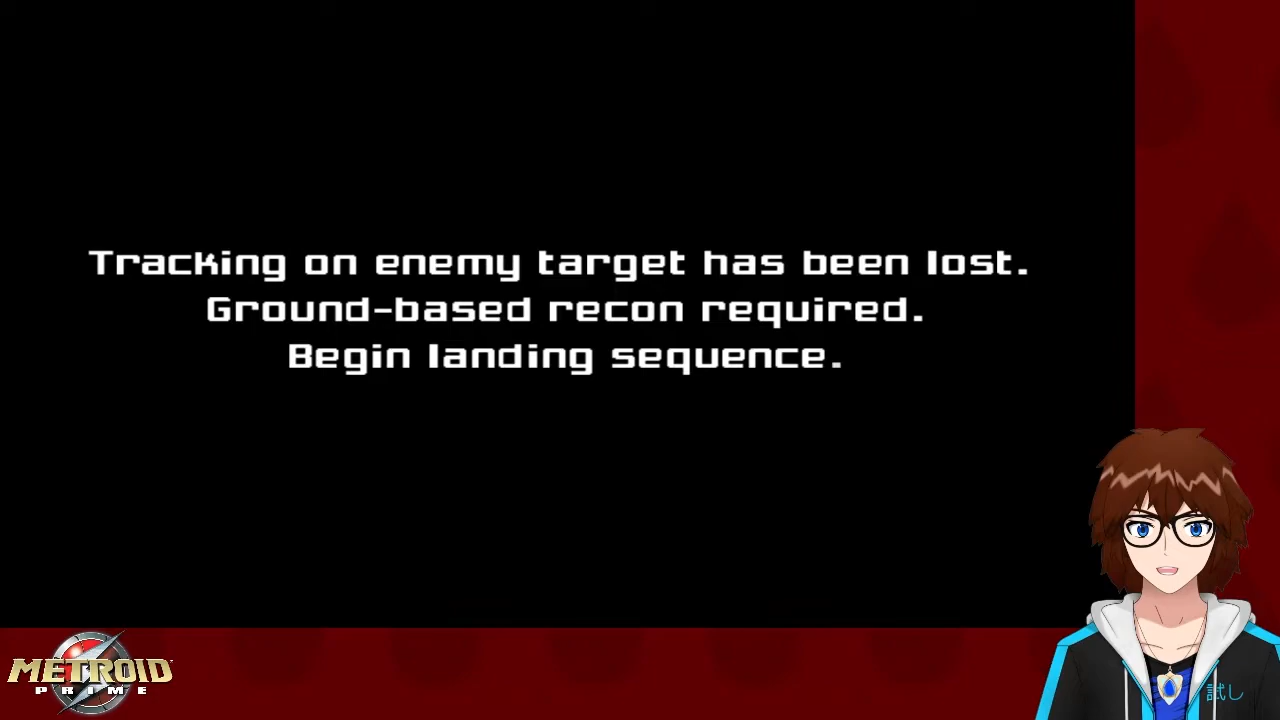 Tracking on enemy target has been lost.
Ground-based recon required.
Begin landing sequence.
METROID
PRIME
試し